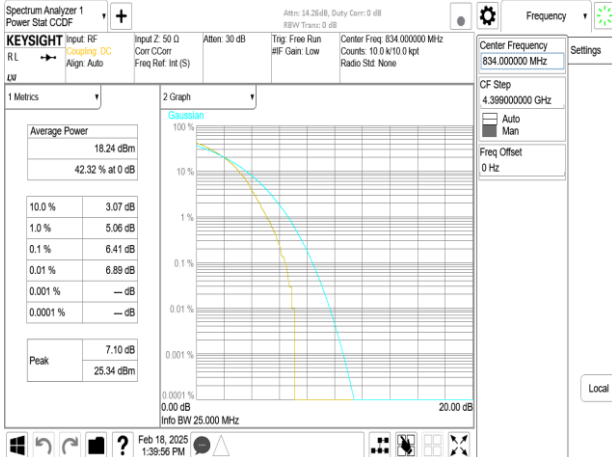 Spectrum Analyzer 1
Power Stat CCDF
Attn: 14.26dB, Duty Corr: 0 dB
RBW Trans: 0 dB
Frequency
KEYSIGHT
RL
LXI
Input: RF
Coupling: DC
Align: Auto
Input Z: 50 Ω
Corr CCorr
Freq Ref: Int (S)
Atten: 30 dB
Trig: Free Run
#IF Gain: Low
Center Freq: 834.000000 MHz
Counts: 10.0 k/10.0 kpt
Radio Std: None
Center Frequency
834.000000 MHz
Settings
CF Step
4.399000000 GHz
Auto
Man
Freq Offset
0 Hz
1 Metrics
Average Power
18.24 dBm
42.32 % at 0 dB
10.0 % 3.07 dB
1.0 % 5.06 dB
0.1 % 6.41 dB
0.01 % 6.89 dB
0.001 % --- dB
0.0001 % --- dB
Peak
7.10 dB
25.34 dBm
2 Graph
Gaussian
100 %
10 %
1 %
0.1 %
0.01 %
0.001 %
0.0001 %
0.00 dB 20.00 dB
Info BW 25.000 MHz
Local
?
Feb 18, 2025
1:39:56 PM